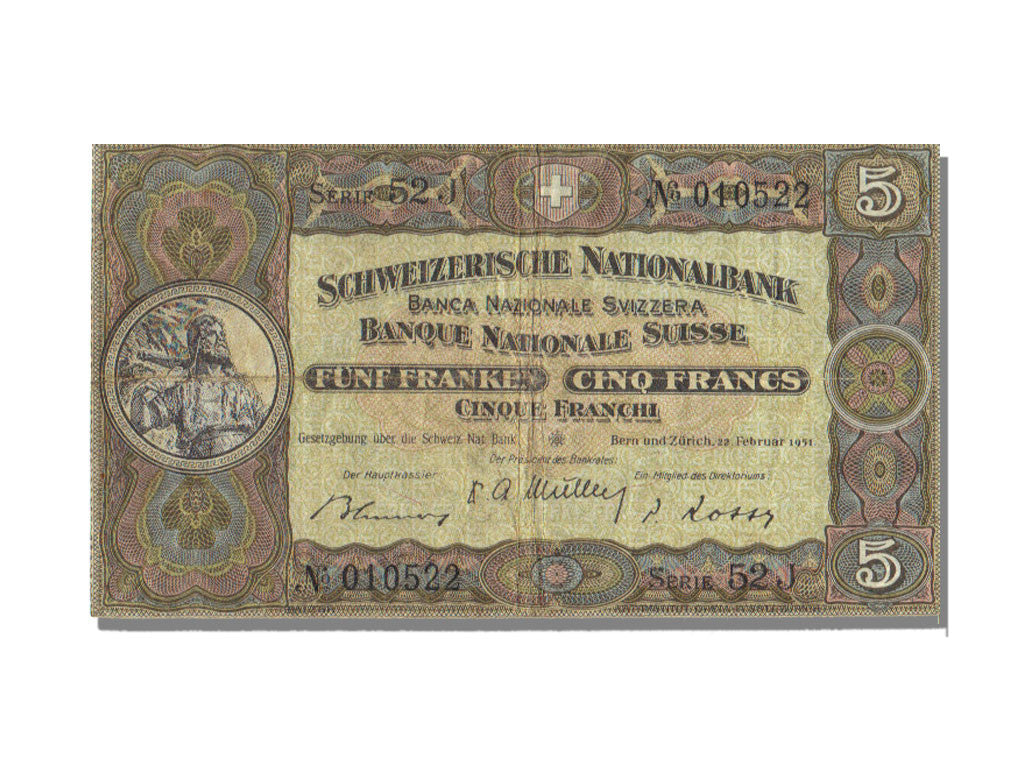 SERIE 52 J No 010522
5
SCHWEIZERISCHE NATIONALBANK
BANCA NAZIONALE SVIZZERA
BANQUE NATIONALE SUISSE
FÜNF FRANKEN CINQ FRANCS
CINQUE FRANCHI
Gesetzgebung über die Schweiz. Nat. Bank
Bern und Zürich, 22. Februar 1951.
Der Präsident des Bankrates:
Der Hauptkassier
Ein Mitglied des Direktoriums:
No 010522 SERIE 52 J
5